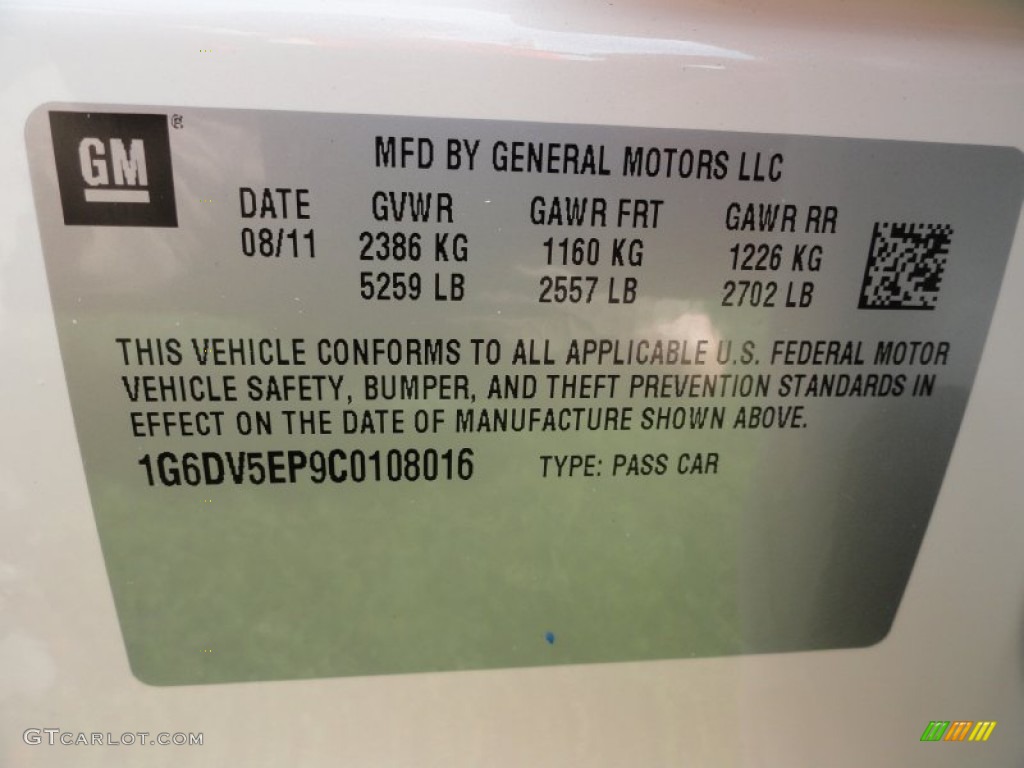 GM ®
MFD BY GENERAL MOTORS LLC
DATE GVWR GAWR FRT GAWR RR
08/11 2386 KG 1160 KG 1226 KG
5259 LB 2557 LB 2702 LB
THIS VEHICLE CONFORMS TO ALL APPLICABLE U.S. FEDERAL MOTOR
VEHICLE SAFETY, BUMPER, AND THEFT PREVENTION STANDARDS IN
EFFECT ON THE DATE OF MANUFACTURE SHOWN ABOVE.
1G6DV5EP9C0108016 TYPE: PASS CAR
GTCARLOT.COM